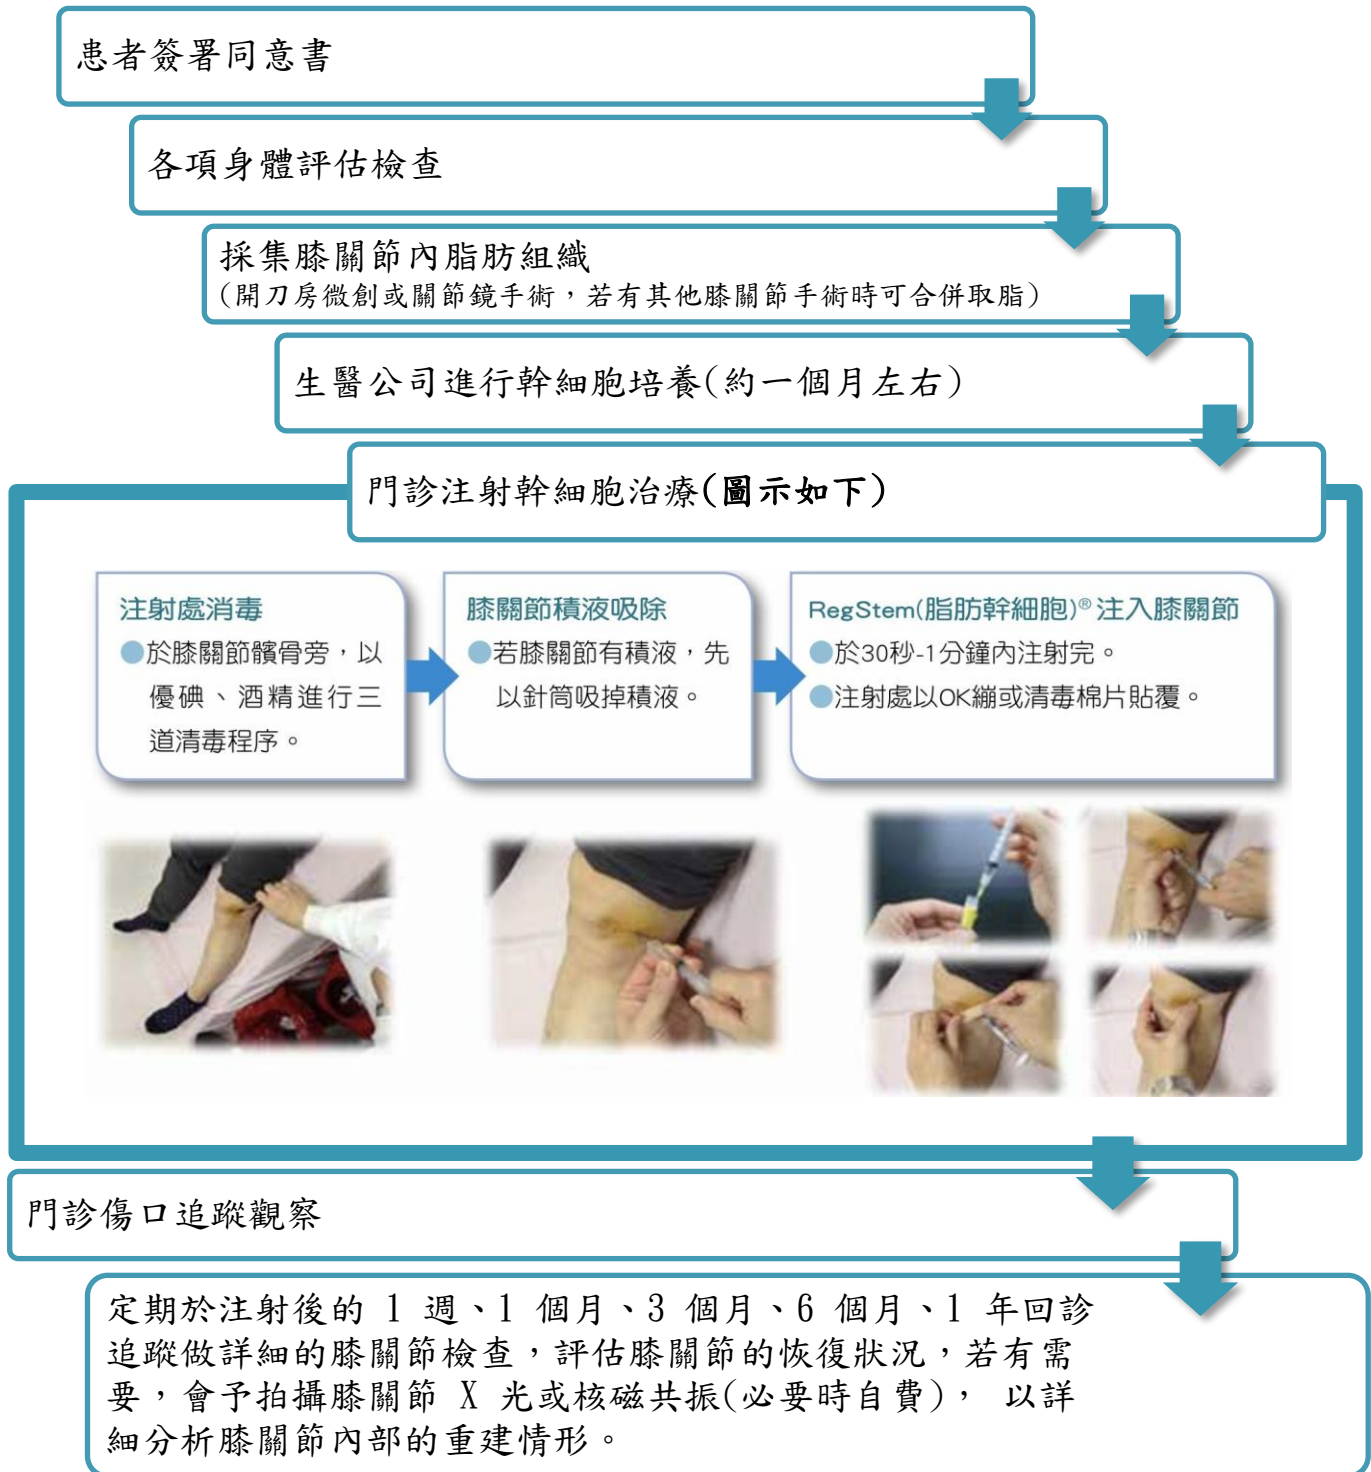 患者簽署同意書
各項身體評估檢查
採集膝關節內脂肪組織
(開刀房微創或關節鏡手術，若有其他膝關節手術時可合併取脂)
生醫公司進行幹細胞培養(約一個月左右)
門診注射幹細胞治療(圖示如下)
注射處消毒
●於膝關節髕骨旁，以
優碘、酒精進行三
道清毒程序。
膝關節積液吸除
●若膝關節有積液，先
以針筒吸掉積液。
RegStem(脂肪幹細胞)® 注入膝關節
●於30秒-1分鐘內注射完。
●注射處以OK繃或清毒棉片貼覆。
門診傷口追蹤觀察
定期於注射後的 1 週、1 個月、3 個月、6 個月、1 年回診
追蹤做詳細的膝關節檢查，評估膝關節的恢復狀況，若有需
要，會予拍攝膝關節 X 光或核磁共振(必要時自費)， 以詳
細分析膝關節內部的重建情形。